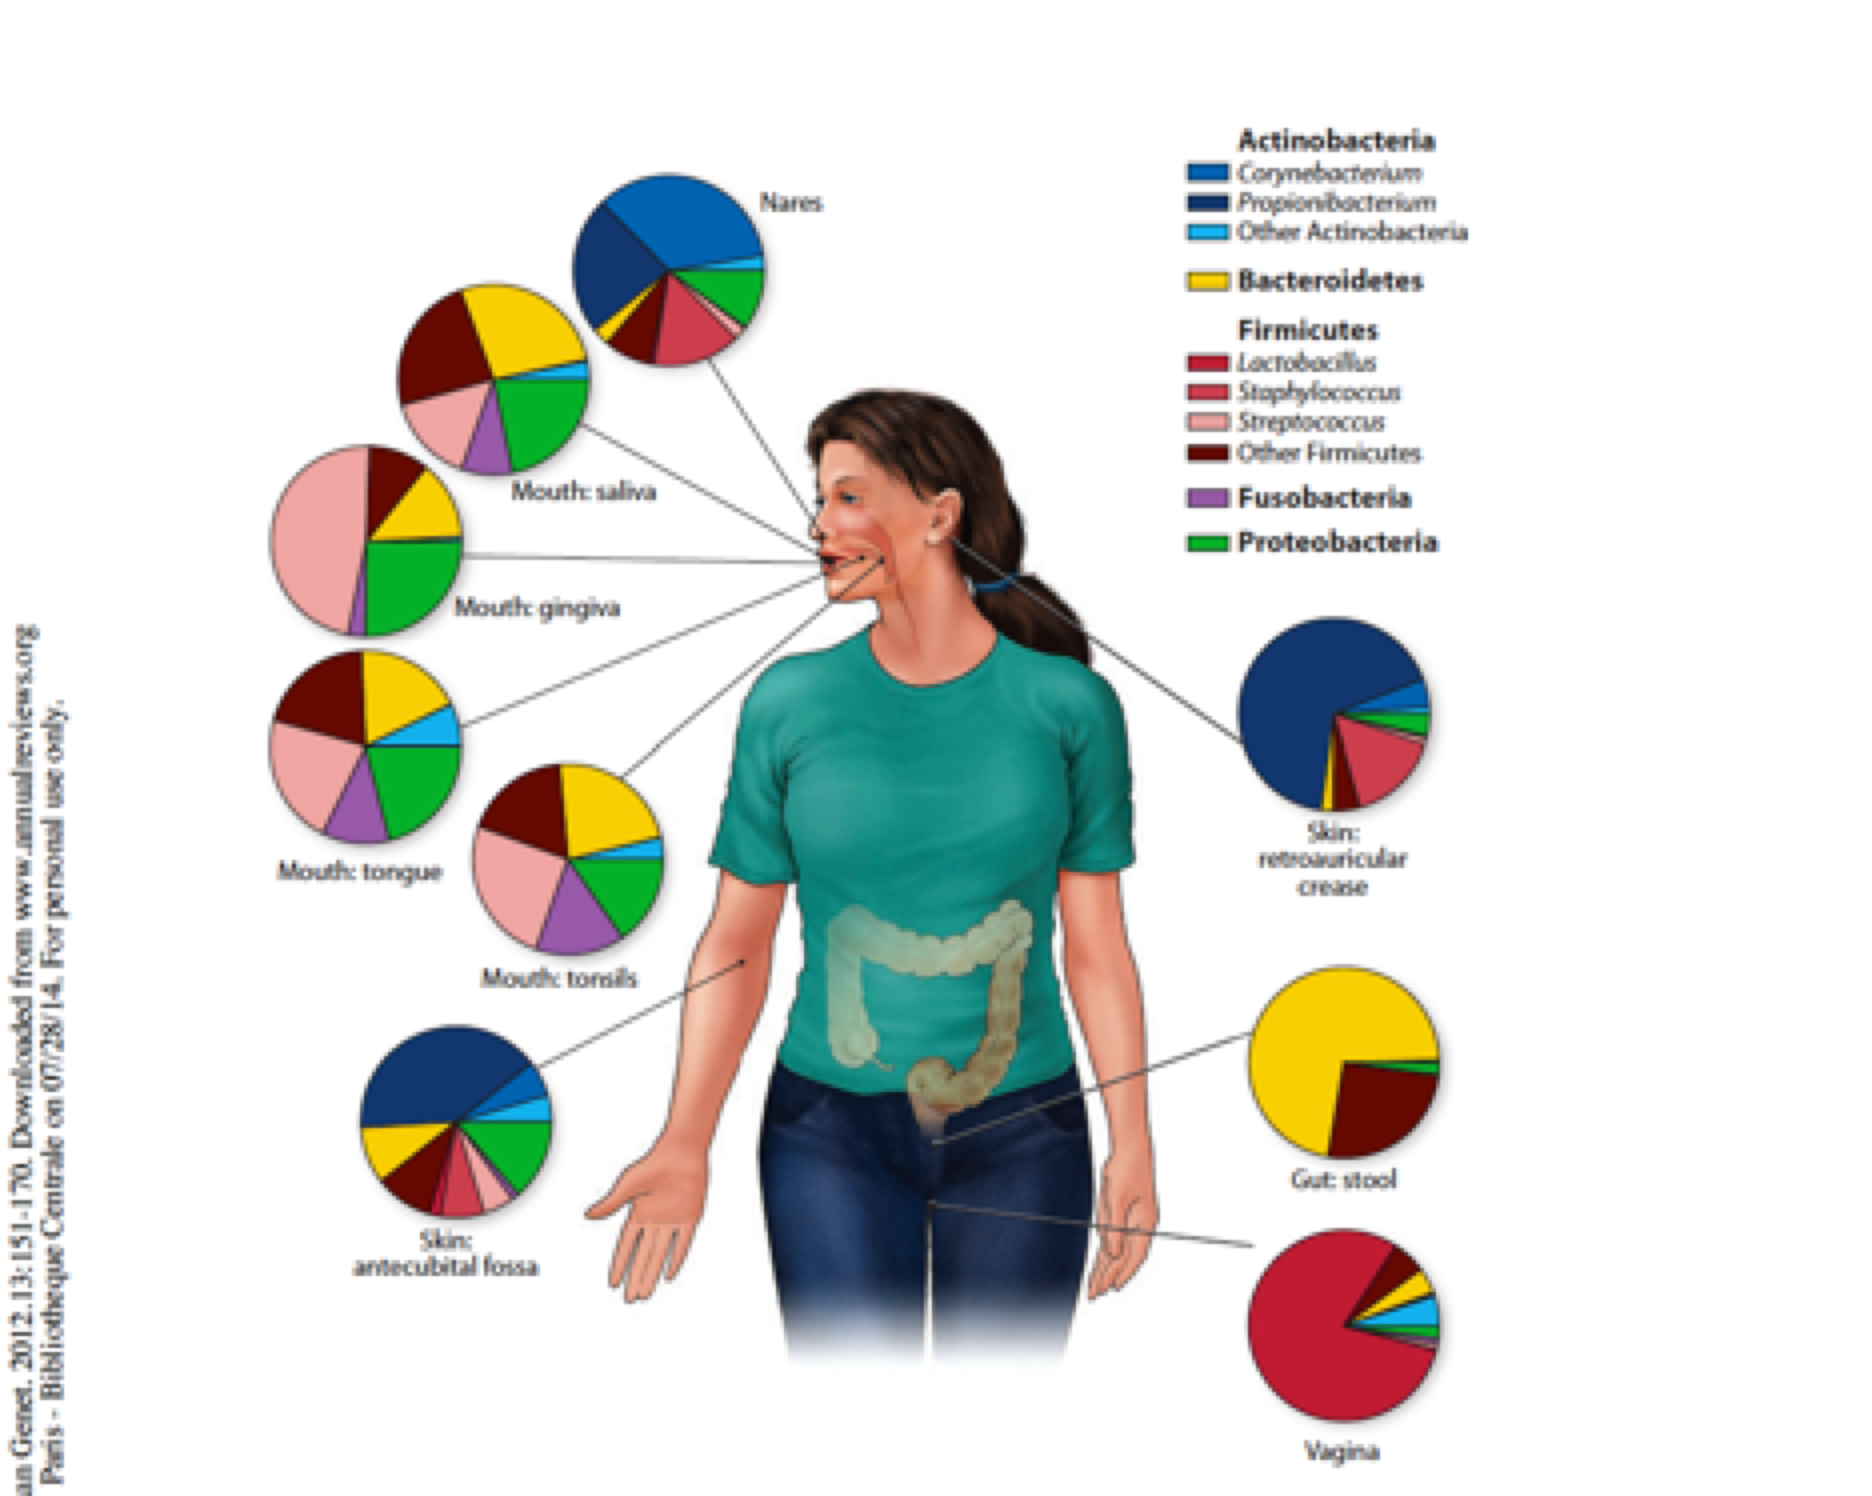 Actinobacteria
Corynebacterium
Propionibacterium
Other Actinobacteria
Bacteroidetes
Firmicutes
Lactobacillus
Staphylococcus
Streptococcus
Other Firmicutes
Fusobacteria
Proteobacteria
Nares
Mouth: saliva
Mouth: gingiva
Mouth: tongue
Mouth: tonsils
Skin:
antecubital fossa
Skin:
retroauricular
crease
Gut: stool
Vagina
an Genet. 2012.13:151-170. Downloaded from www.annualreviews.org
Paris - Bibliotheque Centrale on 07/28/14. For personal use only.